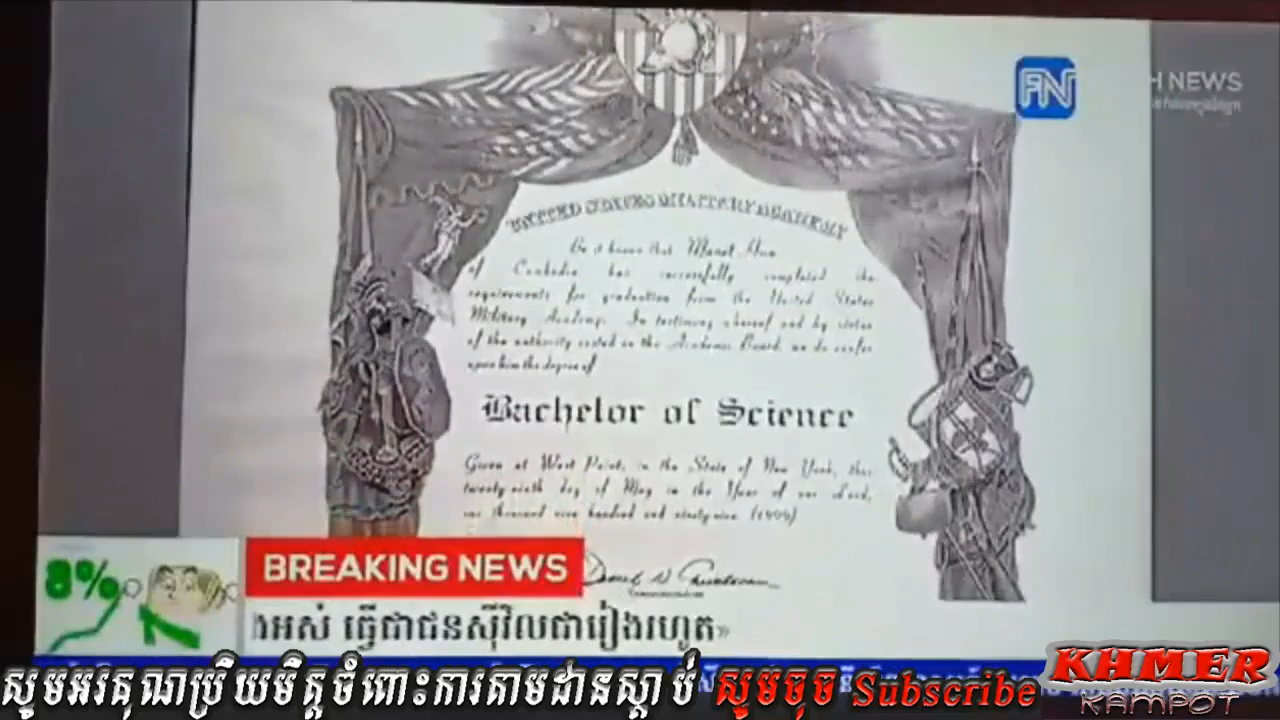 FN
H NEWS
UNITED STATES MILITARY ACADEMY
Be it known that Manet Hun
of Cambodia has successfully completed the
requirements for graduation from the United States
Military Academy. In testimony whereof and by virtue
of the authority vested in the Academic Board, we do confer
upon him the degree of
Bachelor of Science
Given at West Point, in the State of New York, this
twenty-ninth day of May in the Year of our Lord,
one thousand nine hundred and ninety-nine (1999)
8%
BREAKING NEWS
ងអស់ ធ្វើជាជនស៊ីវិលជារៀងរហូត»
សូមអរគុណប្រិយមិត្តចំពោះការតាមដានស្តាប់ សូមចុច Subscribe
KHMER
KAMPOT